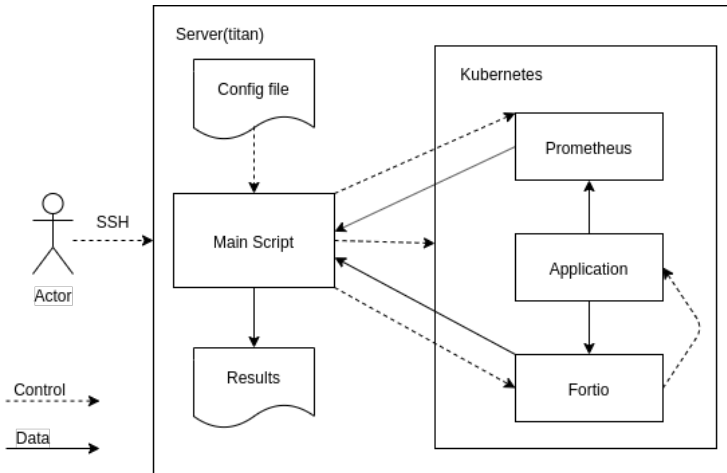 Server(titan)
Config file
Kubernetes
Prometheus
SSH
Main Script
Application
Actor
Results
Fortio
Control
Data